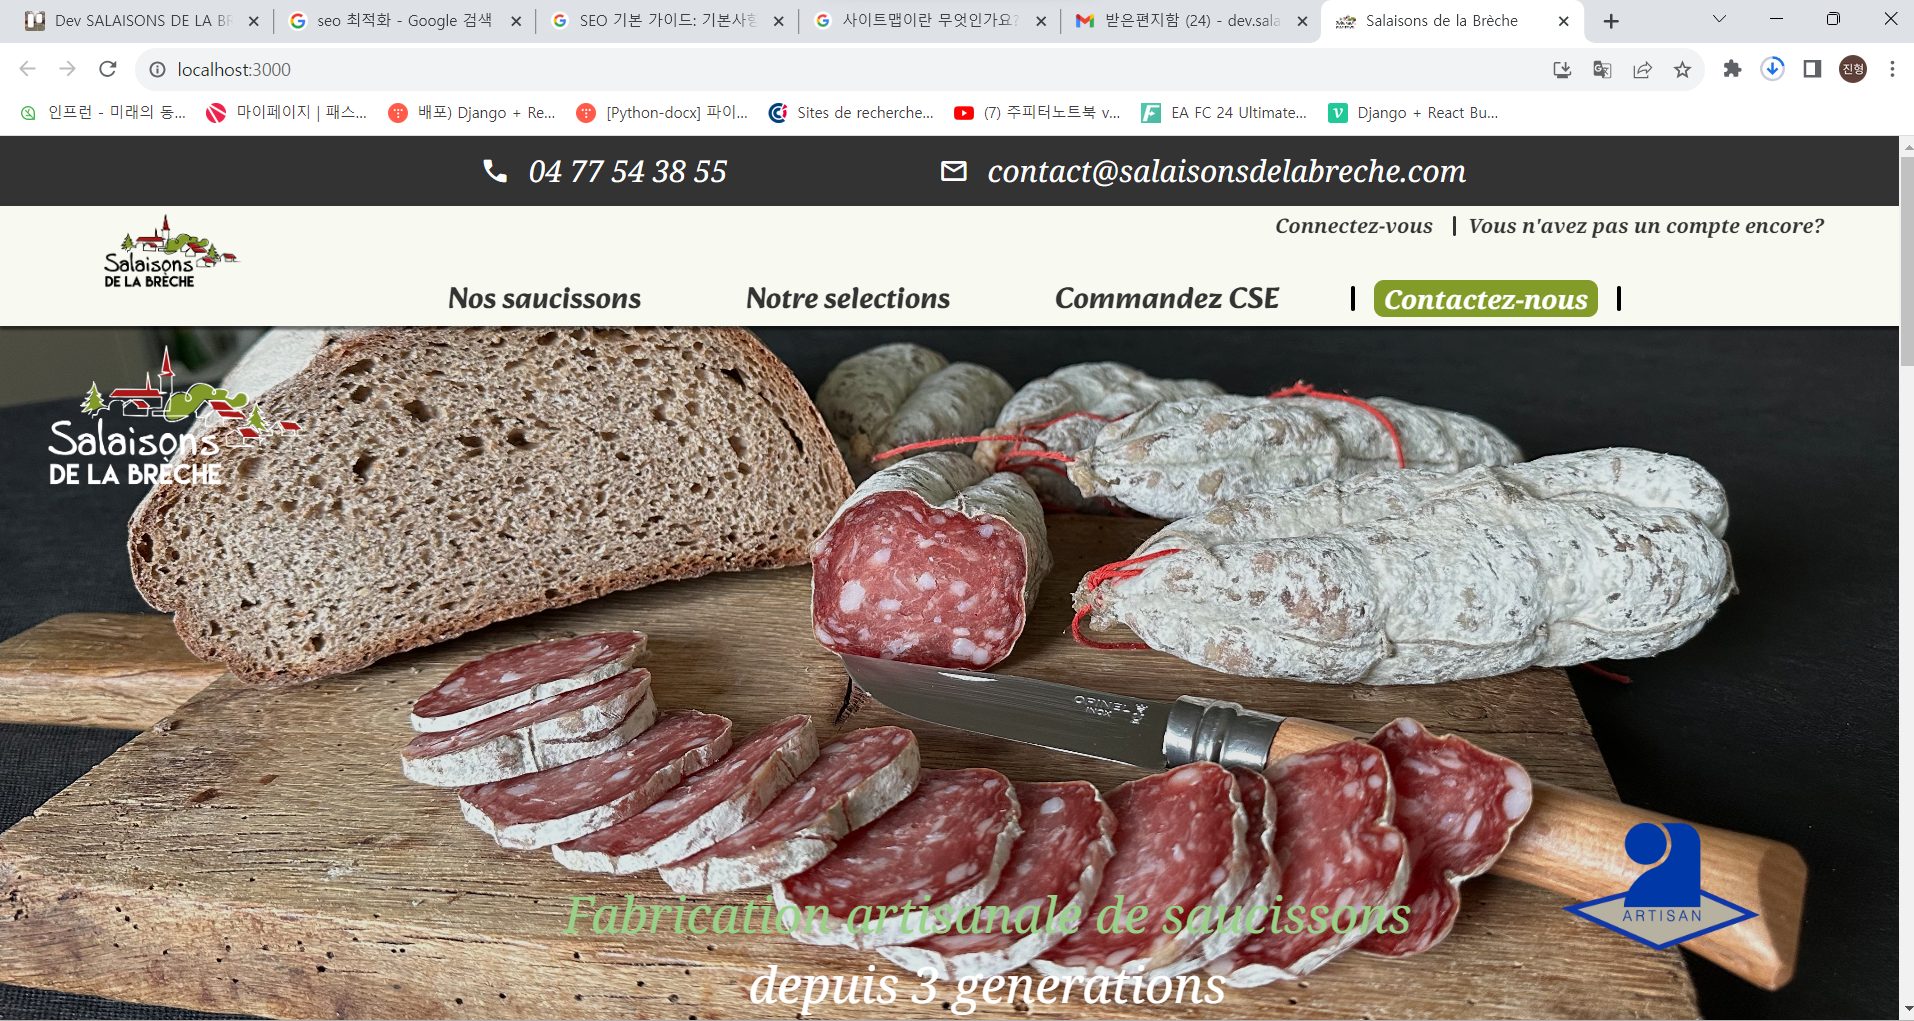 Dev SALAISONS DE LA BR
seo 최적화 - Google 검색
SEO 기본 가이드: 기본사항
사이트맵이란 무엇인가요?
받은편지함 (24) - dev.sala
Salaisons de la Brèche
localhost:3000
진형
인프런 - 미래의 동...
마이페이지 | 패스...
배포) Django + Re...
[Python-docx] 파이...
Sites de recherche...
(7) 주피터노트북 v...
EA FC 24 Ultimate...
Django + React Bu...
04 77 54 38 55
contact@salaisonsdelabreche.com
Connectez-vous | Vous n'avez pas un compte encore?
Salaisons
DE LA BRÈCHE
Nos saucissons
Notre selections
Commandez CSE
| Contactez-nous |
Salaisons
DE LA BRÈCHE
OPINEL
INOX
ARTISAN
Fabrication artisanale de saucissons
depuis 3 generations